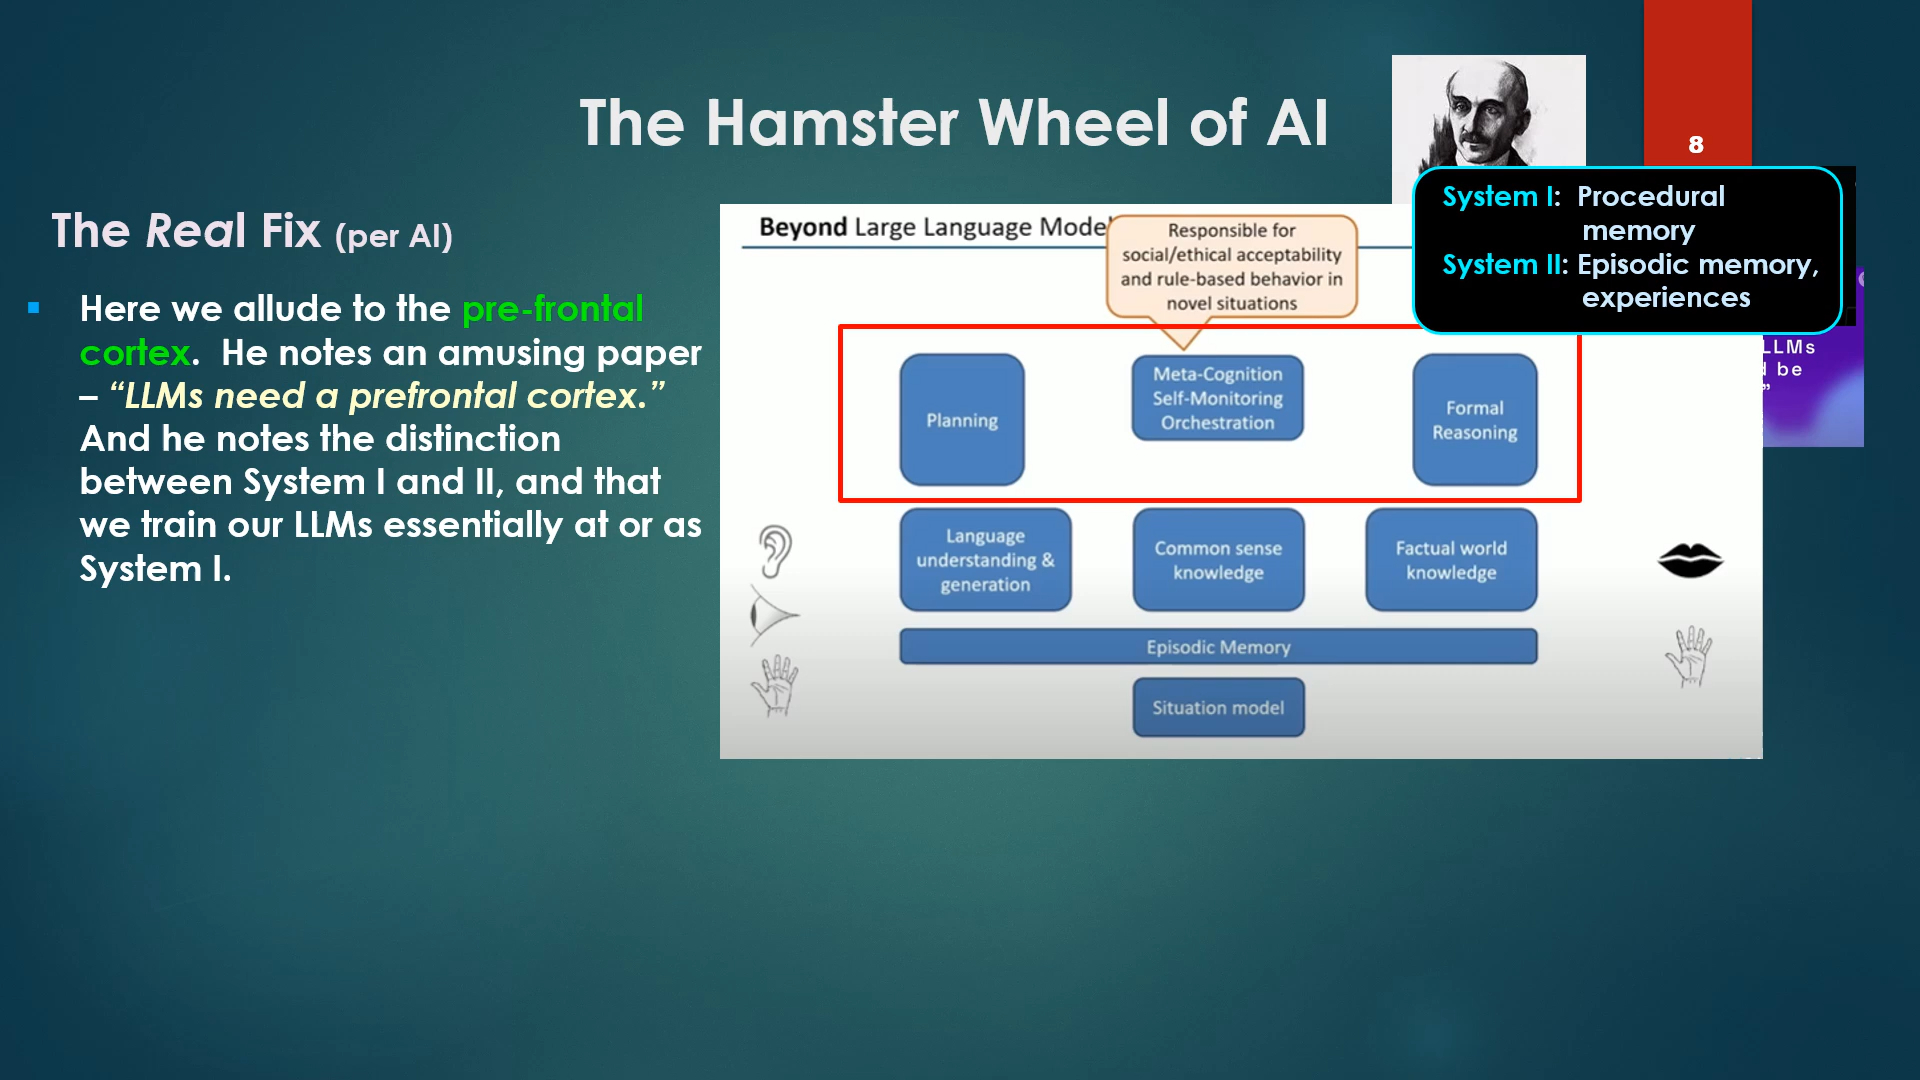 The Hamster Wheel of AI
8
The Real Fix (per AI)
Here we allude to the pre-frontal
cortex. He notes an amusing paper
– “LLMs need a prefrontal cortex.”
And he notes the distinction
between System I and II, and that
we train our LLMs essentially at or as
System I.
Beyond Large Language Mode
Responsible for
social/ethical acceptability
and rule-based behavior in
novel situations
System I: Procedural
memory
System II: Episodic memory,
experiences
Planning
Meta-Cognition
Self-Monitoring
Orchestration
Formal
Reasoning
Language
understanding &
generation
Common sense
knowledge
Factual world
knowledge
Episodic Memory
Situation model
LLMs
be